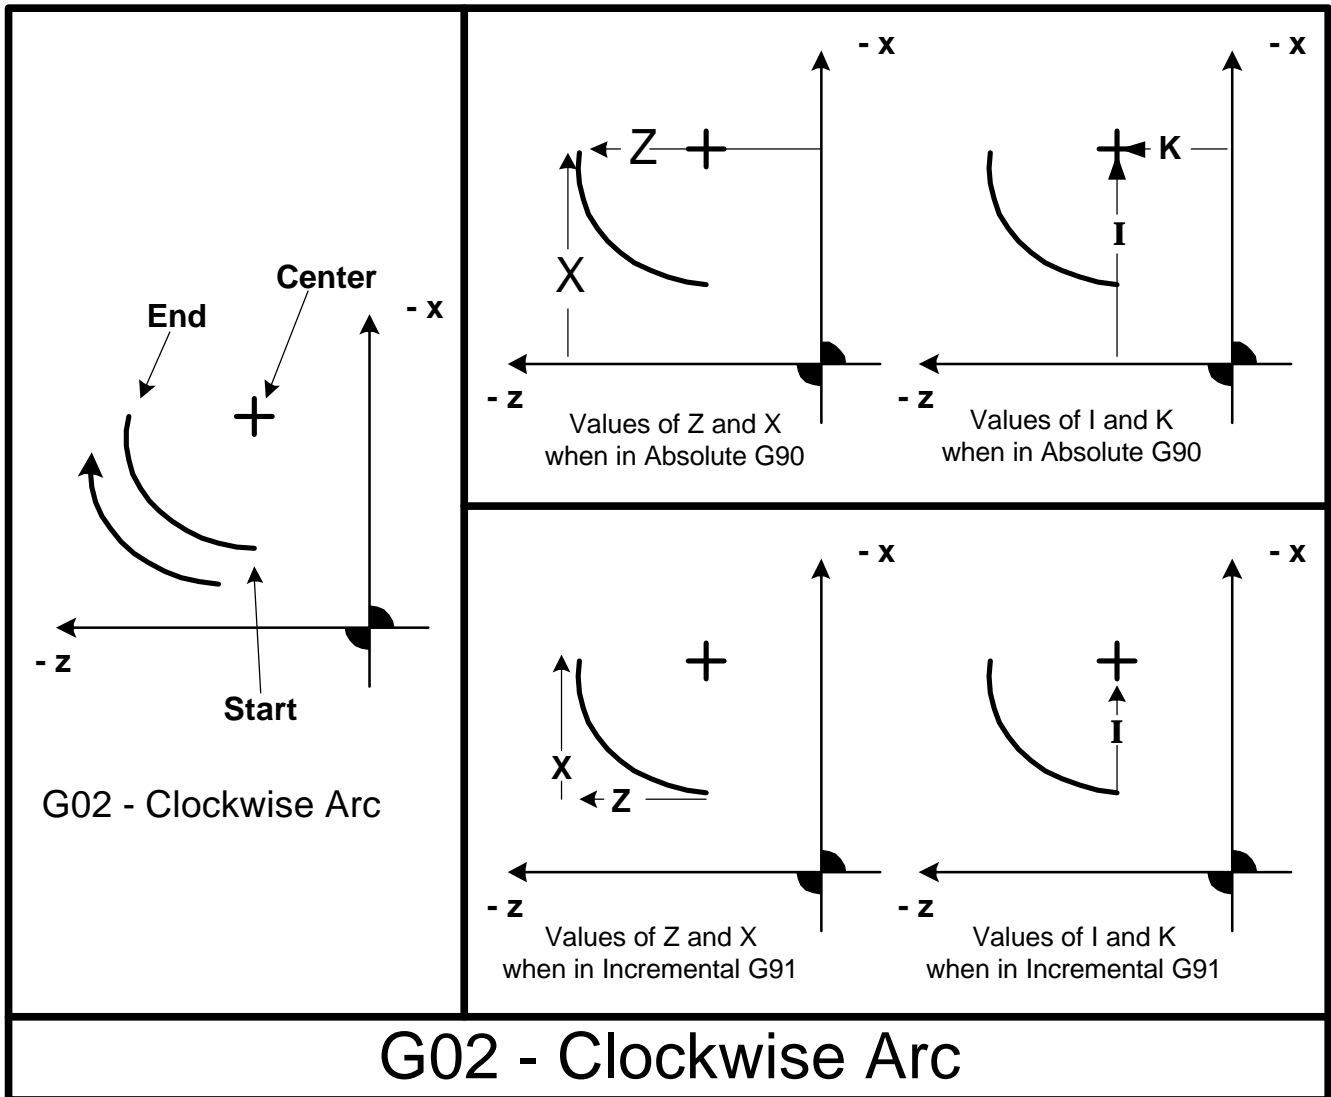 Center
End
- x
- z
Start
G02 - Clockwise Arc
- x
Z
X
- z
Values of Z and X
when in Absolute G90
- x
K
I
- z
Values of I and K
when in Absolute G90
- x
X
Z
- z
Values of Z and X
when in Incremental G91
- x
I
- z
Values of I and K
when in Incremental G91
G02 - Clockwise Arc